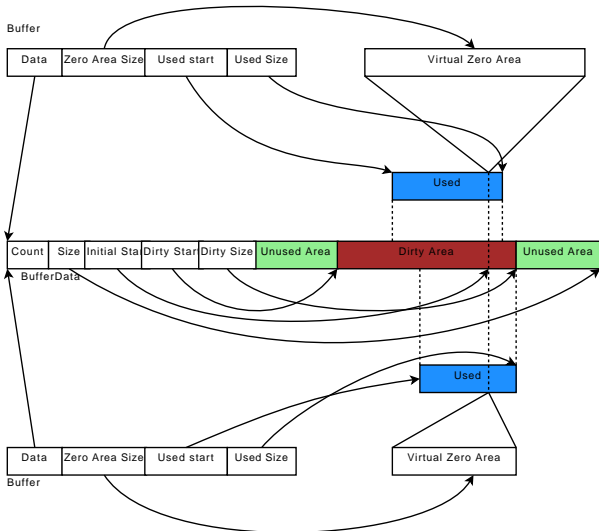 Buffer
Data Zero Area Size Used start Used Size Virtual Zero Area
Used
Count Size Initial Star Dirty Start Dirty Size Unused Area Dirty Area Unused Area
BufferData
Used
Data Zero Area Size Used start Used Size Virtual Zero Area
Buffer